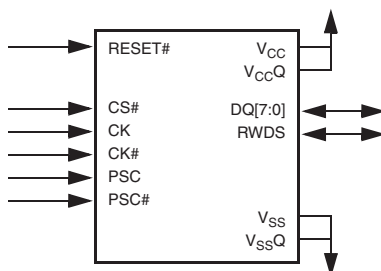 RESET#
CS#
CK
CK#
PSC
PSC#
VCC
VCCQ
DQ[7:0]
RWDS
VSS
VSSQ